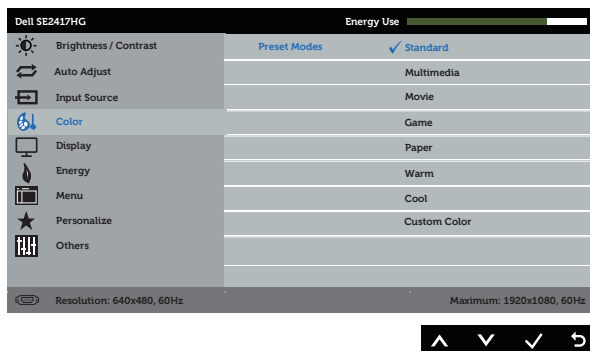 Dell SE2417HG Energy Use
Brightness / Contrast Preset Modes Standard
Auto Adjust Multimedia
Input Source Movie
Color Game
Display Paper
Energy Warm
Menu Cool
Personalize Custom Color
Others
Resolution: 640x480, 60Hz Maximum: 1920x1080, 60Hz